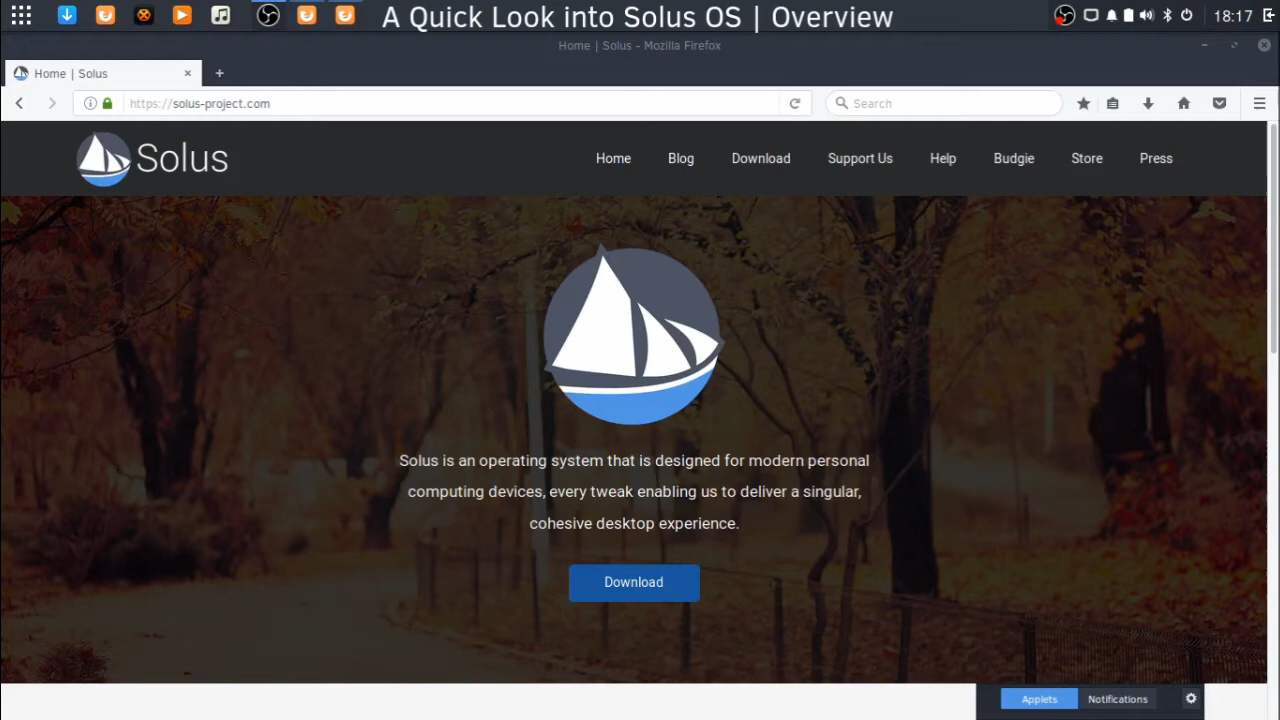 A Quick Look into Solus OS | Overview
18:17
Home | Solus - Mozilla Firefox
Home | Solus
https://solus-project.com
Search
Solus
Home
Blog
Download
Support Us
Help
Budgie
Store
Press
Solus is an operating system that is designed for modern personal
computing devices, every tweak enabling us to deliver a singular,
cohesive desktop experience.
Download
Applets
Notifications